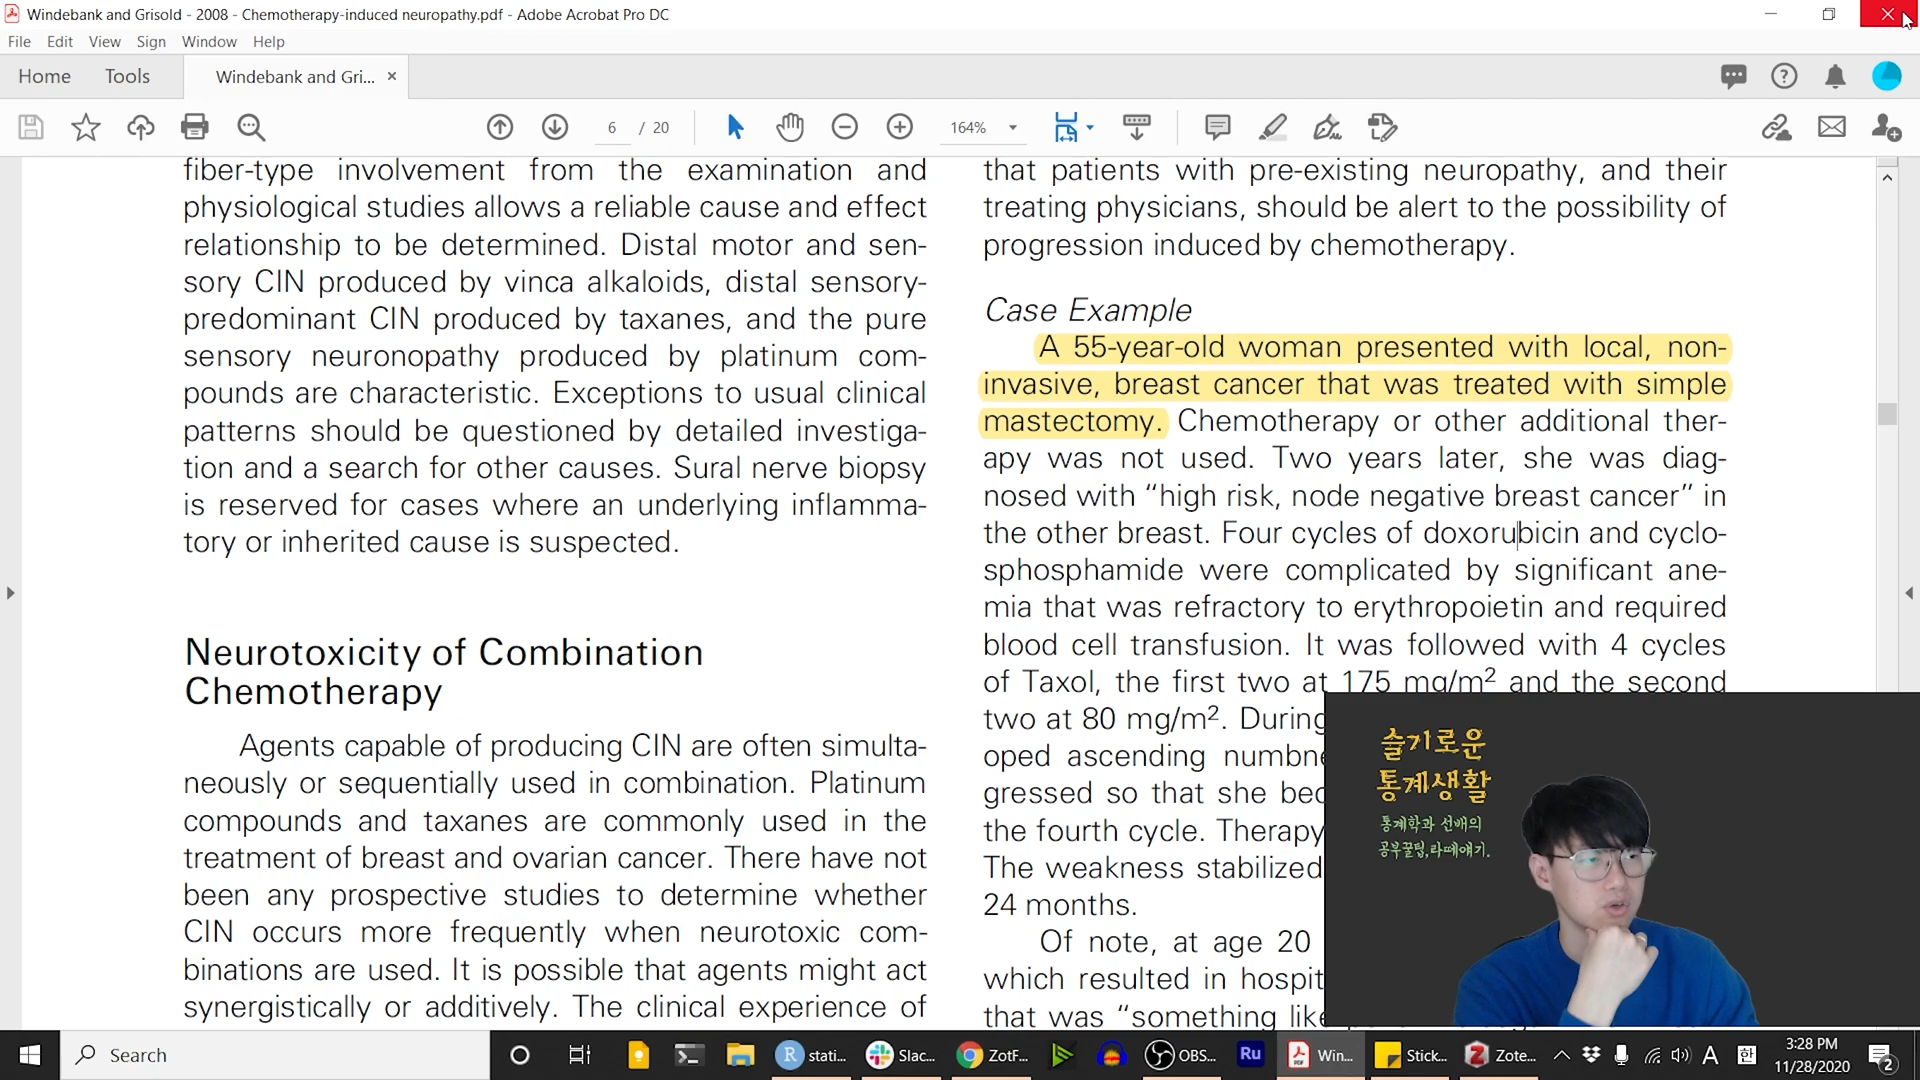 Windebank and Grisold - 2008 - Chemotherapy-induced neuropathy.pdf - Adobe Acrobat Pro DC
File Edit View Sign Window Help
Home Tools Windebank and Gri... ×
6 / 20 164%
fiber-type involvement from the examination and
physiological studies allows a reliable cause and effect
relationship to be determined. Distal motor and sen-
sory CIN produced by vinca alkaloids, distal sensory-
predominant CIN produced by taxanes, and the pure
sensory neuronopathy produced by platinum com-
pounds are characteristic. Exceptions to usual clinical
patterns should be questioned by detailed investiga-
tion and a search for other causes. Sural nerve biopsy
is reserved for cases where an underlying inflamma-
tory or inherited cause is suspected.
Neurotoxicity of Combination
Chemotherapy
Agents capable of producing CIN are often simulta-
neously or sequentially used in combination. Platinum
compounds and taxanes are commonly used in the
treatment of breast and ovarian cancer. There have not
been any prospective studies to determine whether
CIN occurs more frequently when neurotoxic com-
binations are used. It is possible that agents might act
synergistically or additively. The clinical experience of
that patients with pre-existing neuropathy, and their
treating physicians, should be alert to the possibility of
progression induced by chemotherapy.
Case Example
A 55-year-old woman presented with local, non-
invasive, breast cancer that was treated with simple
mastectomy. Chemotherapy or other additional ther-
apy was not used. Two years later, she was diag-
nosed with “high risk, node negative breast cancer” in
the other breast. Four cycles of doxorubicin and cyclo-
sphosphamide were complicated by significant ane-
mia that was refractory to erythropoietin and required
blood cell transfusion. It was followed with 4 cycles
of Taxol, the first two at 175 mg/m² and the second
two at 80 mg/m². During
oped ascending numbne
gressed so that she bec
the fourth cycle. Therapy
The weakness stabilized
24 months.
Of note, at age 20
which resulted in hospit
that was “something like
슬기로운
통계생활
통계학과 선배의
공부꿀팁,라떼얘기.
Search stati... Slac... ZotF... OBS... Ru Win... Stick... Zote... A 한 3:28 PM
11/28/2020 2